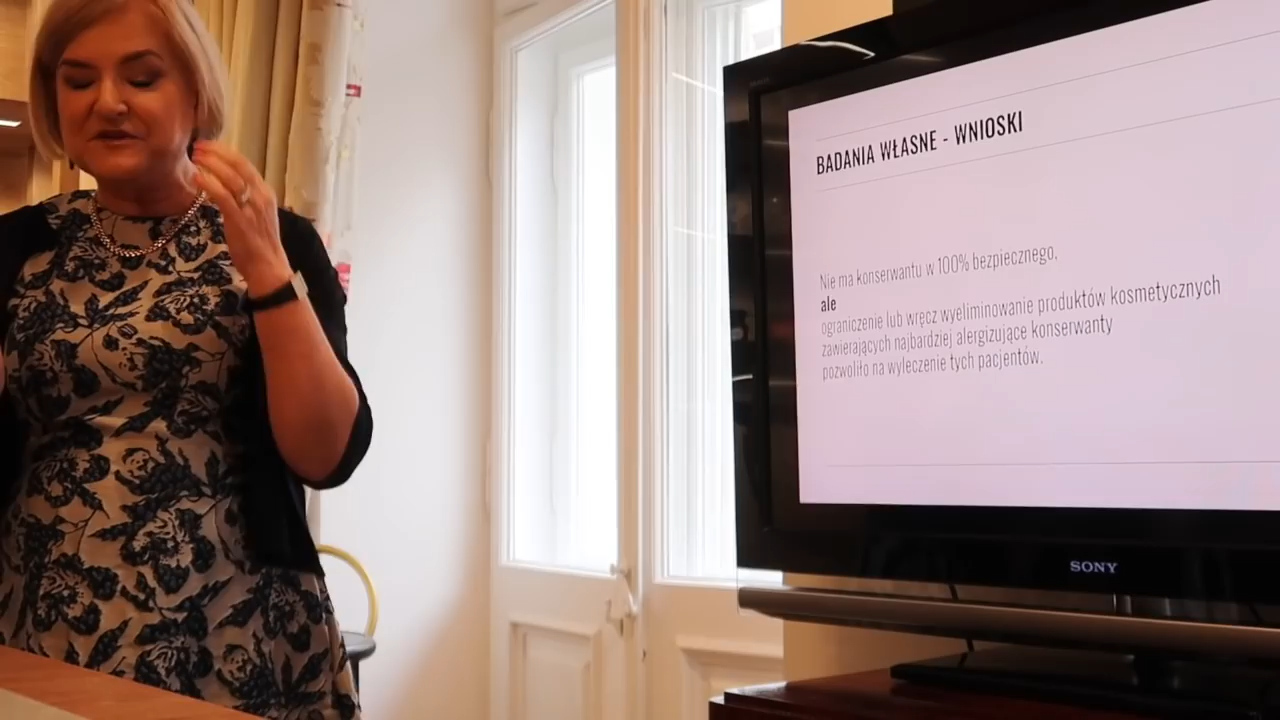 BADANIA WŁASNE - WNIOSKI
Nie ma konserwantu w 100% bezpiecznego,
ale
ograniczenie lub wręcz wyeliminowanie produktów kosmetycznych
zawierających najbardziej alergizujące konserwanty
pozwoliło na wyleczenie tych pacjentów.
SONY